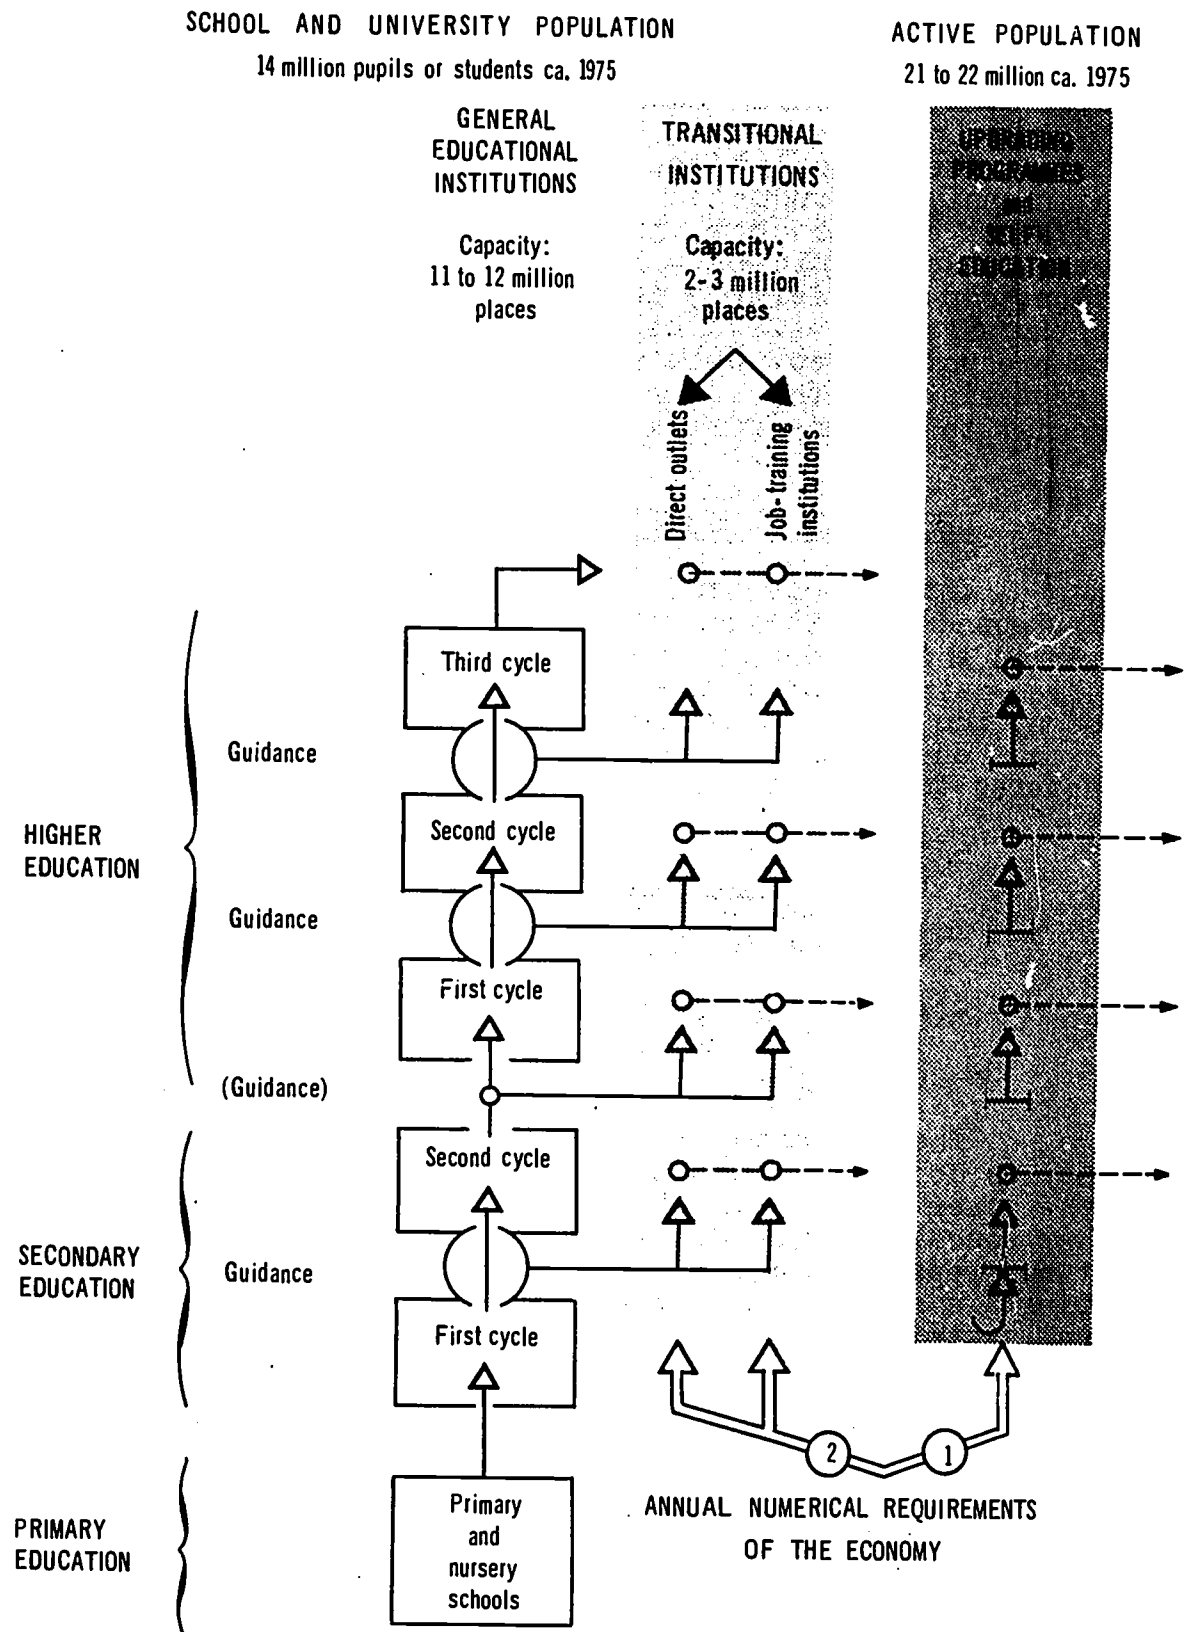 SCHOOL AND UNIVERSITY POPULATION
14 million pupils or students ca. 1975
ACTIVE POPULATION
21 to 22 million ca. 1975
GENERAL
EDUCATIONAL
INSTITUTIONS
Capacity:
11 to 12 million
places
TRANSITIONAL
INSTITUTIONS
Capacity:
2-3 million
places
Direct outlets
Job-training
institutions
UPGRADING
PROGRAMMES
and
EDUCATION
HIGHER
EDUCATION
Guidance
Guidance
(Guidance)
Third cycle
Second cycle
First cycle
SECONDARY
EDUCATION
Guidance
Second cycle
First cycle
PRIMARY
EDUCATION
Primary
and
nursery
schools
2
1
ANNUAL NUMERICAL REQUIREMENTS
OF THE ECONOMY